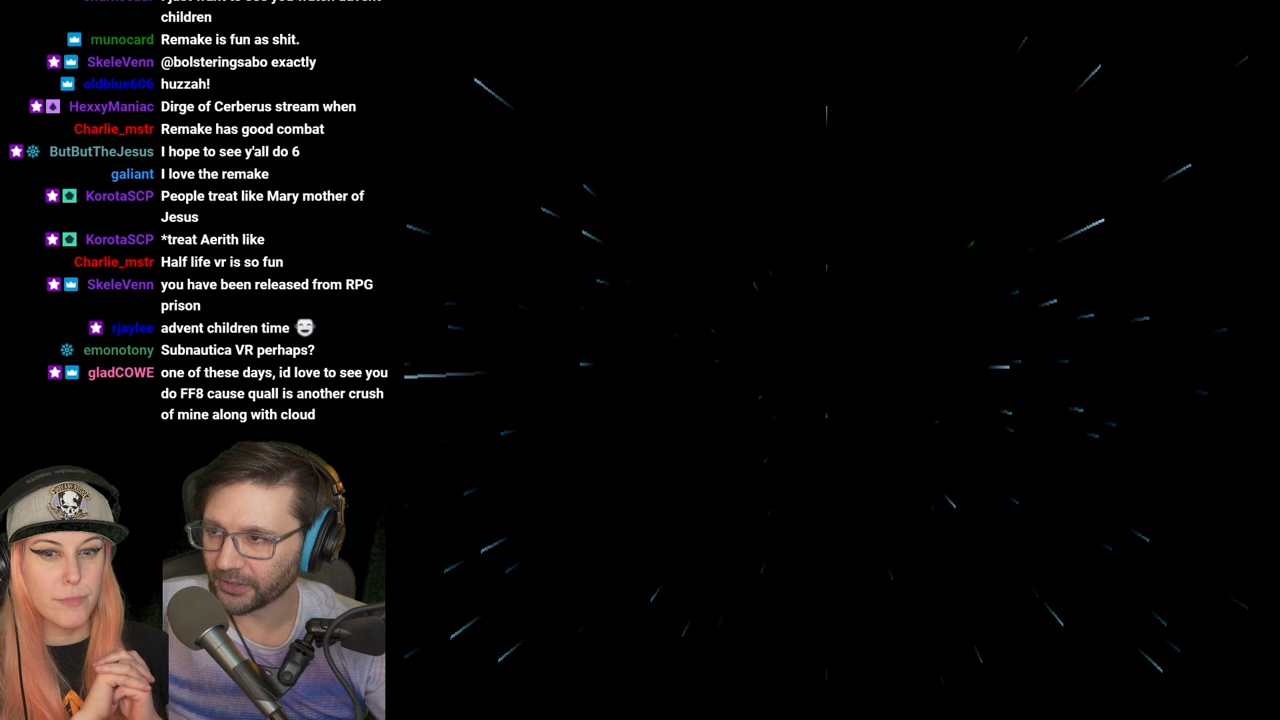 children
munocard Remake is fun as shit.
SkeleVenn @bolsteringsabo exactly
oldblue606 huzzah!
HexxyManiac Dirge of Cerberus stream when
Charlie_mstr Remake has good combat
ButButTheJesus I hope to see y'all do 6
galiant I love the remake
KorotaSCP People treat like Mary mother of
Jesus
KorotaSCP *treat Aerith like
Charlie_mstr Half life vr is so fun
SkeleVenn you have been released from RPG
prison
rjaylee advent children time
emonotony Subnautica VR perhaps?
gladCOWE one of these days, id love to see you
do FF8 cause quall is another crush
of mine along with cloud